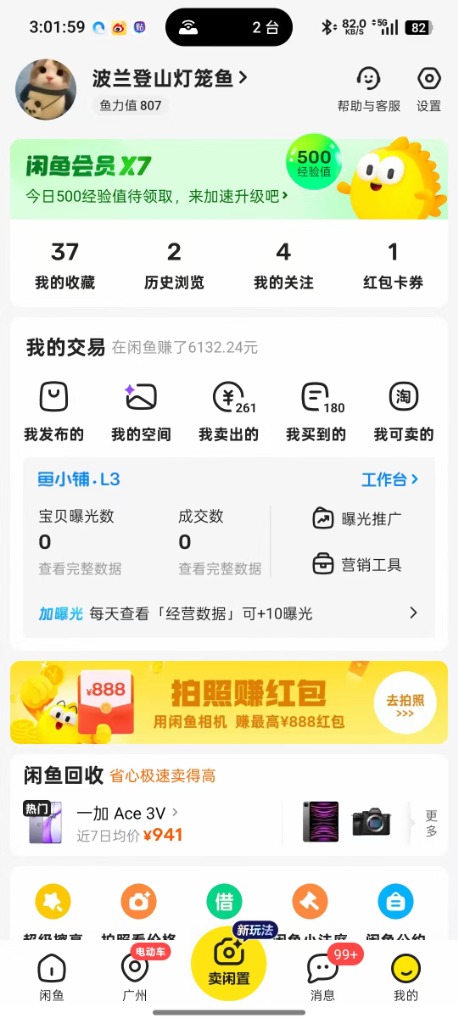 3:01:59
2 台
82.0 KB/S
5G
82
波兰登山灯笼鱼
鱼力值 807
帮助与客服
设置
闲鱼会员 X7
今日500经验值待领取，来加速升级吧
500
经验值
37
2
4
1
我的收藏
历史浏览
我的关注
红包卡券
我的交易 在闲鱼赚了6132.24元
261
180
淘
我发布的
我的空间
我卖出的
我买到的
我可卖的
鱼小铺·L3
工作台
宝贝曝光数
成交数
曝光推广
0
0
查看完整数据
查看完整数据
营销工具
加曝光 每天查看「经营数据」可+10曝光
¥888
拍照赚红包
用闲鱼相机 赚最高¥888红包
去拍照
>>>
闲鱼回收 省心极速卖得高
热门
一加 Ace 3V
近7日均价 ¥941
更多
借
新玩法
电动车
99+
卖闲置
闲鱼
广州
消息
我的